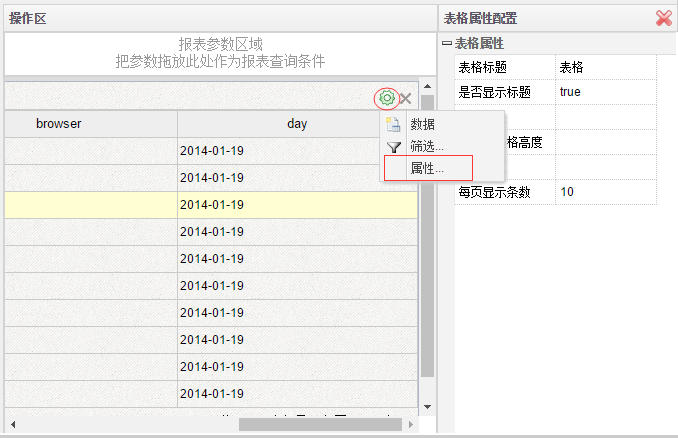 操作区
报表参数区域
把参数拖放此处作为报表查询条件
browser day
2014-01-19
2014-01-19
2014-01-19
2014-01-19
2014-01-19
2014-01-19
2014-01-19
2014-01-19
2014-01-19
2014-01-19
数据
筛选...
属性...
表格属性配置
表格属性
表格标题 表格
是否显示标题 true
格高度
每页显示条数 10